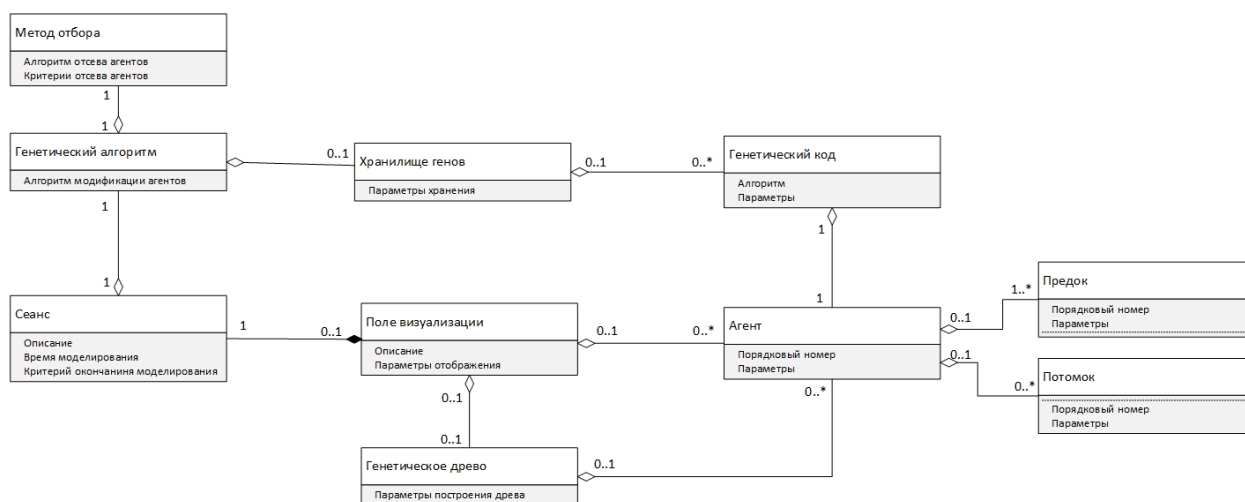 Метод отбора
Алгоритм отсева агентов
Критерии отсева агентов
1
1
Генетический алгоритм
Алгоритм модификации агентов
0..1
Хранилище генов
Параметры хранения
0..1
0..*
Генетический код
Алгоритм
Параметры
1
1
1
1
Сеанс
Описание
Время моделирования
Критерий окончаниня моделирования
1
0..1
Поле визуализации
Описание
Параметры отображения
0..1
0..*
Агент
Порядковый номер
Параметры
0..1
1..*
Предок
Порядковый номер
Параметры
0..1
0..*
Потомок
Порядковый номер
Параметры
0..1
0..1
0..*
Генетическое древо
Параметры построения древа
0..1